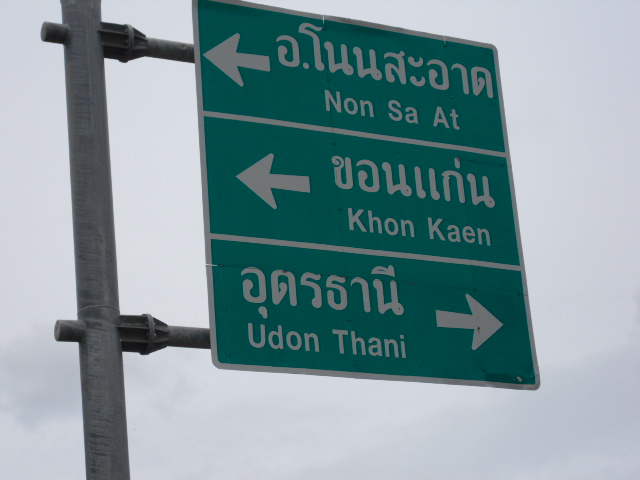 อ.โนนสะอาด
Non Sa At
ขอนแก่น
Khon Kaen
อุดรธานี
Udon Thani